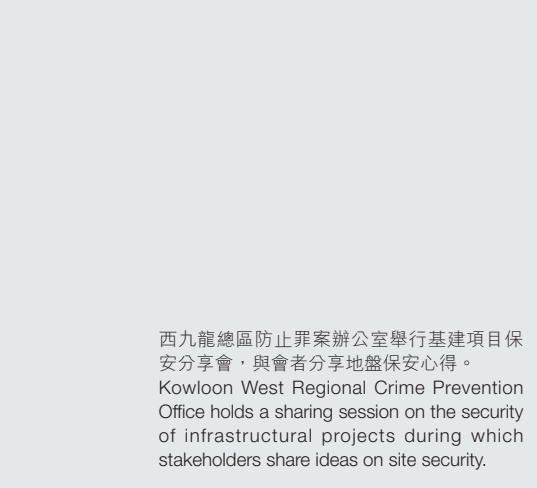 西九龍總區防止罪案辦公室舉行基建項目保
安分享會，與會者分享地盤保安心得。
Kowloon West Regional Crime Prevention
Office holds a sharing session on the security
of infrastructural projects during which
stakeholders share ideas on site security.